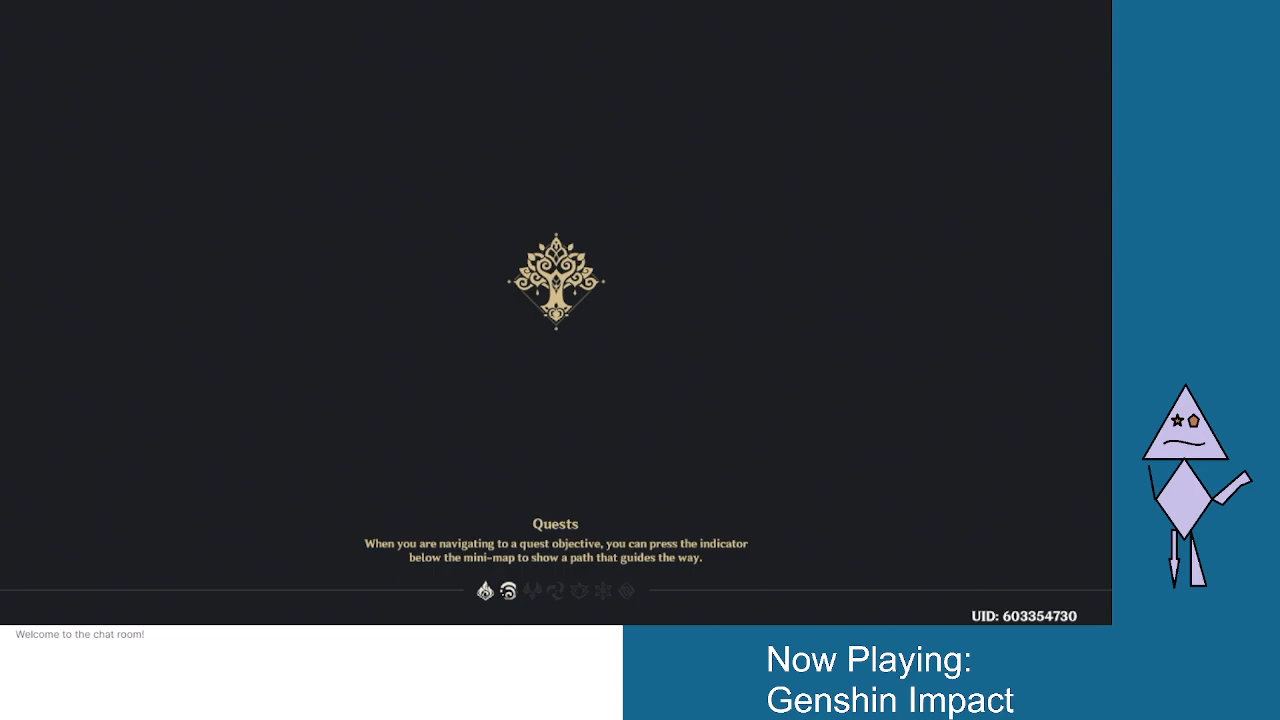 Quests
When you are navigating to a quest objective, you can press the indicator
below the mini-map to show a path that guides the way.
UID: 603354730
Welcome to the chat room!
Now Playing:
Genshin Impact